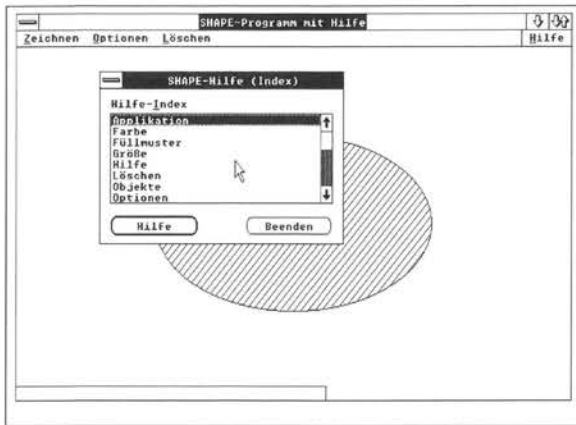 SHAPE-Programm mit Hilfe
Zeichnen Optionen Löschen Hilfe
SHAPE-Hilfe (Index)
Hilfe-Index
Applikation
Farbe
Füllmuster
Größe
Hilfe
Löschen
Objekte
Optionen
Hilfe Beenden